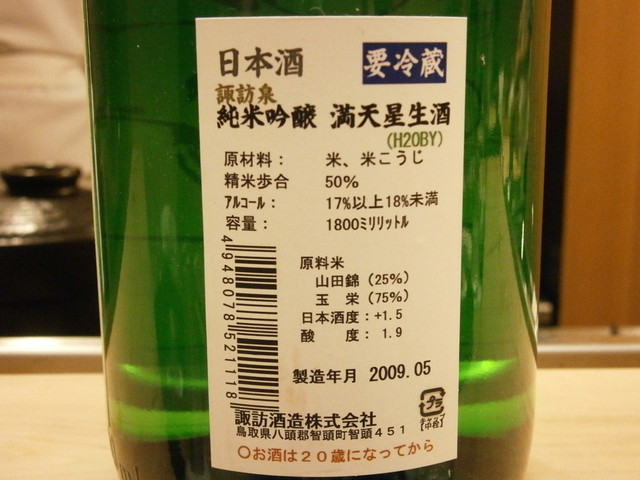 日本酒 要冷蔵
諏訪泉
純米吟醸 満天星生酒
(H20BY)
原材料： 米、米こうじ
精米歩合 50％
ｱﾙｺｰﾙ： 17％以上18％未満
容量： 1800ﾐﾘﾘｯﾄﾙ
原料米
山田錦（25％）
玉 栄（75％）
日本酒度：+1.5
酸 度： 1.9
4948078521118
製造年月 2009.05
諏訪酒造株式会社
鳥取県八頭郡智頭町智頭451
プラ
〇お酒は20歳になってから